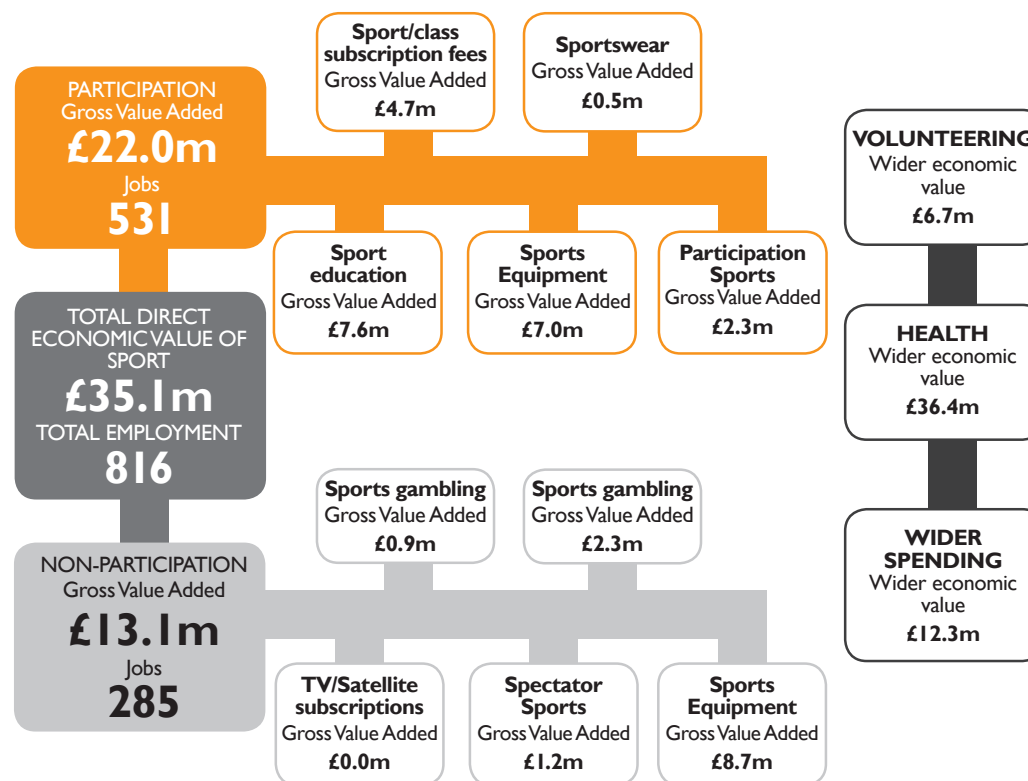 PARTICIPATION
Gross Value Added
£22.0m
Jobs
531
Sport/class
subscription fees
Gross Value Added
£4.7m
Sportswear
Gross Value Added
£0.5m
Sport
education
Gross Value Added
£7.6m
Sports
Equipment
Gross Value Added
£7.0m
Participation
Sports
Gross Value Added
£2.3m
TOTAL DIRECT
ECONOMIC VALUE OF
SPORT
£35.1m
TOTAL EMPLOYMENT
816
NON-PARTICIPATION
Gross Value Added
£13.1m
Jobs
285
Sports gambling
Gross Value Added
£0.9m
Sports gambling
Gross Value Added
£2.3m
TV/Satellite
subscriptions
Gross Value Added
£0.0m
Spectator
Sports
Gross Value Added
£1.2m
Sports
Equipment
Gross Value Added
£8.7m
VOLUNTEERING
Wider economic
value
£6.7m
HEALTH
Wider economic
value
£36.4m
WIDER
SPENDING
Wider economic
value
£12.3m